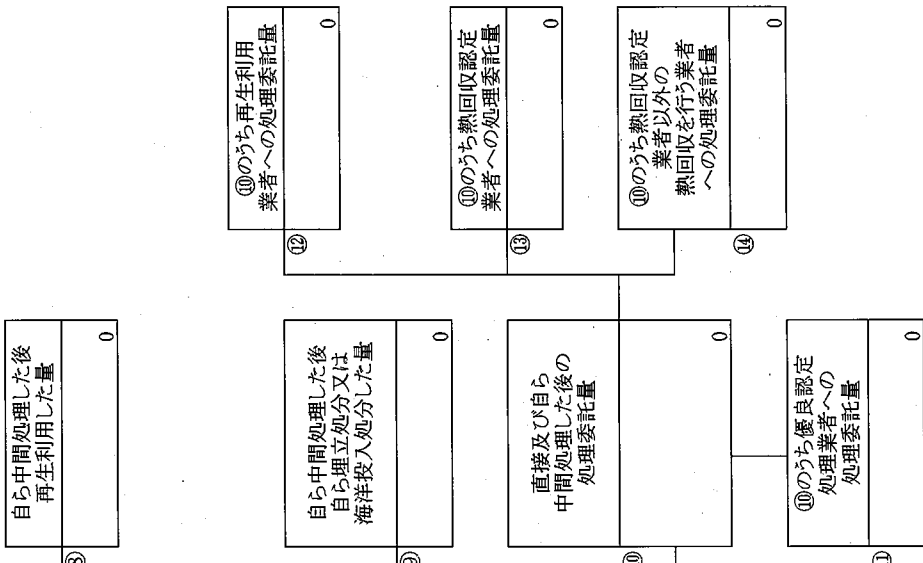 自ら中間処理した後
再生利用した量
0
⑧
自ら中間処理した後
自ら埋立処分又は
海洋投入処分した量
0
⑨
直接及び自ら
中間処理した後の
処理委託量
0
⑩
⑩のうち優良認定
処理業者への
処理委託量
0
⑪
⑩のうち再生利用
業者への処理委託量
0
⑫
⑩のうち熱回収認定
業者への処理委託量
0
⑬
⑩のうち熱回収認定
業者以外の
熱回収を行う業者
への処理委託量
0
⑭